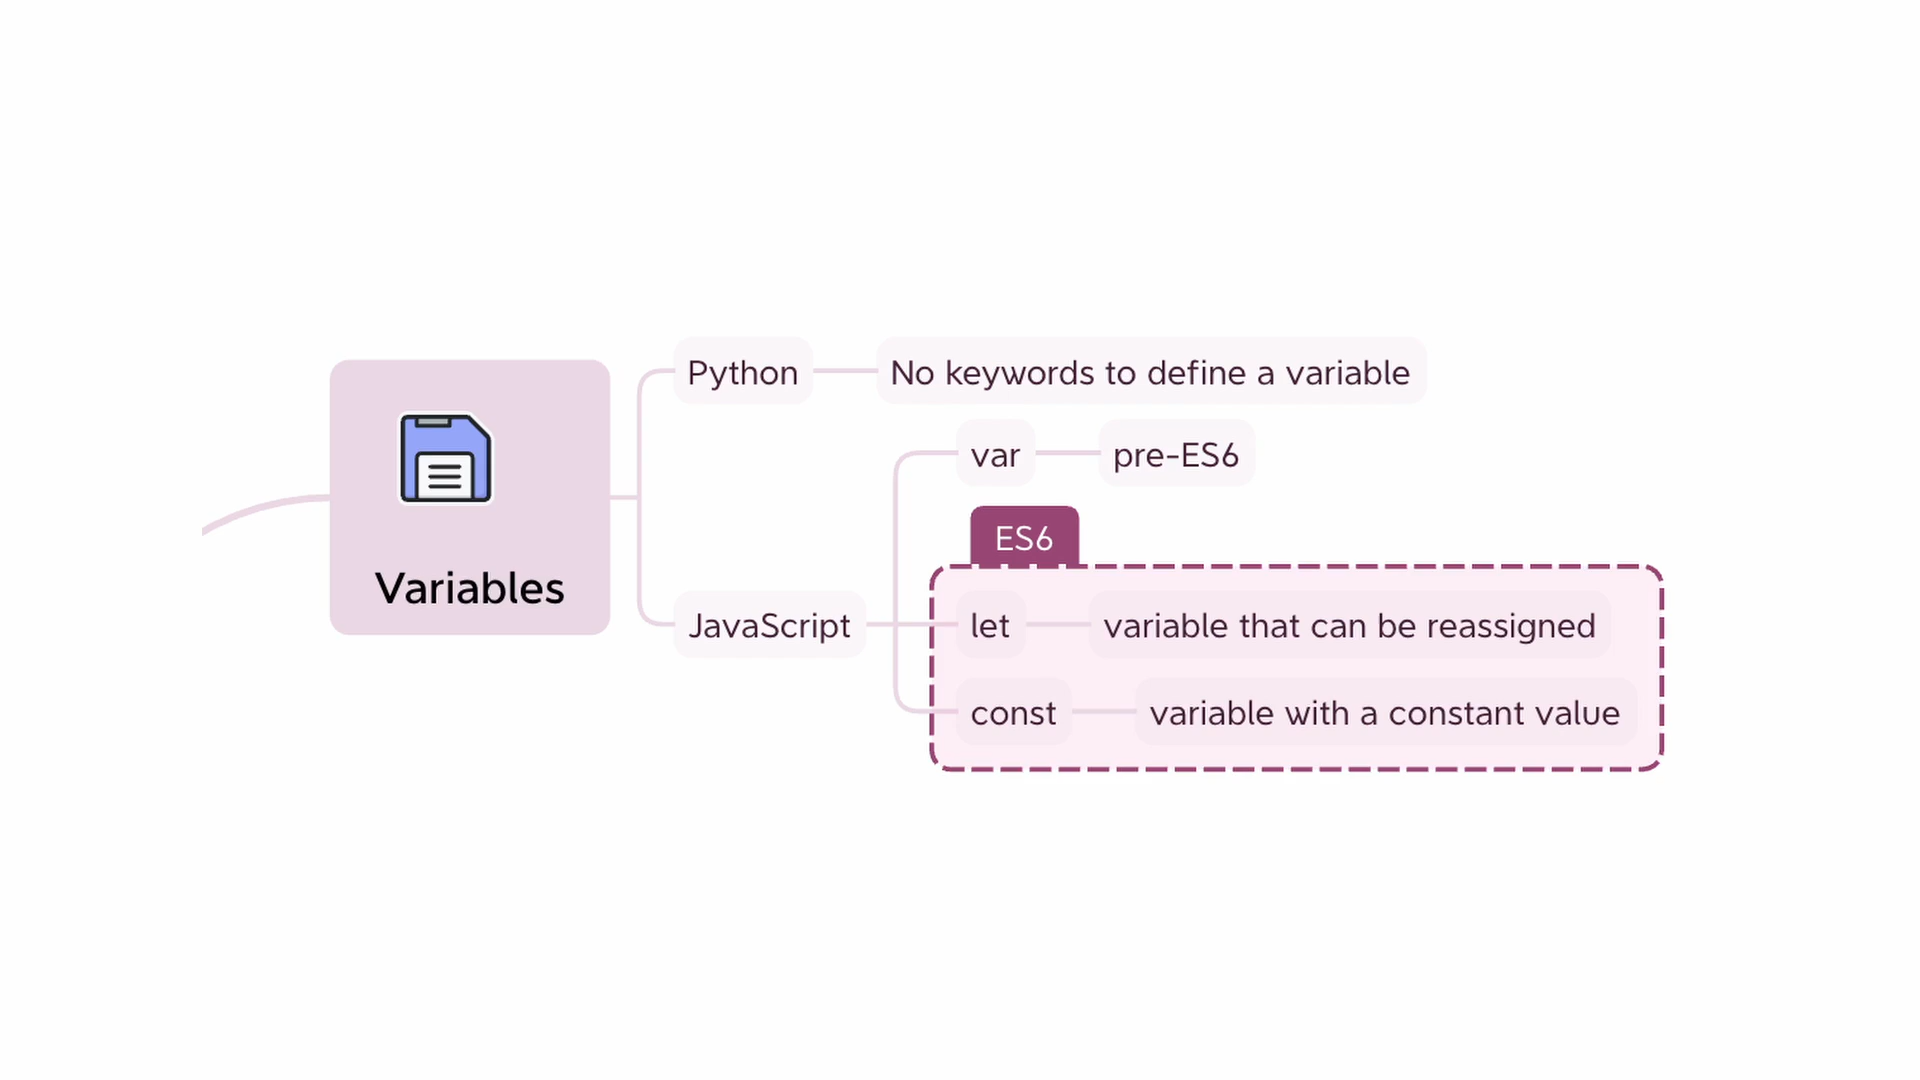 Variables
Python
No keywords to define a variable
JavaScript
var
pre-ES6
ES6
let
variable that can be reassigned
const
variable with a constant value